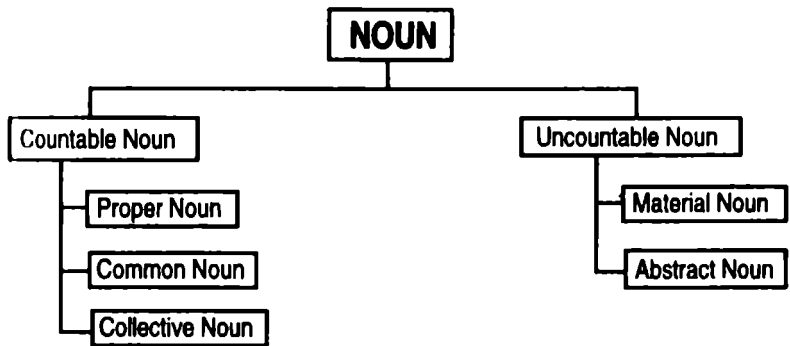 NOUN
Countable Noun
Proper Noun
Common Noun
Collective Noun
Uncountable Noun
Material Noun
Abstract Noun